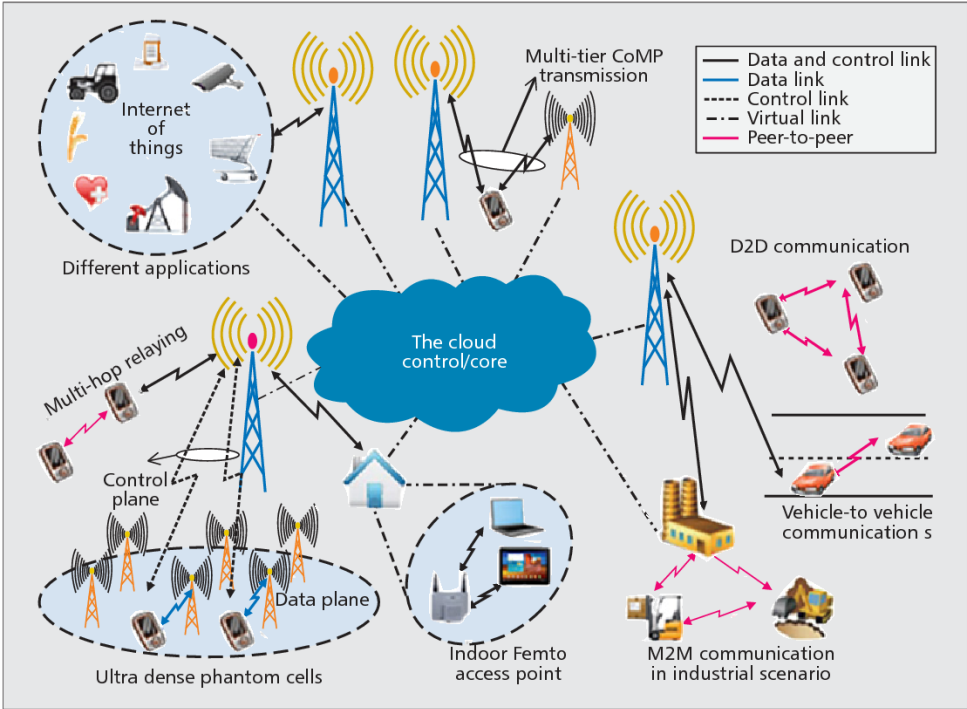 Multi-tier CoMP
transmission
Data and control link
Data link
Control link
Virtual link
Peer-to-peer
Internet
of
things
Different applications
D2D communication
The cloud
control/core
Multi-hop relaying
Control
plane
Data plane
Ultra dense phantom cells
Indoor Femto
access point
Vehicle-to vehicle
communication s
M2M communication
in industrial scenario